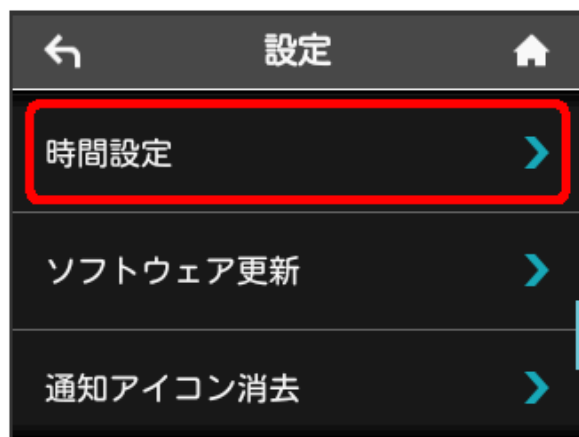 設定
時間設定
ソフトウェア更新
通知アイコン消去